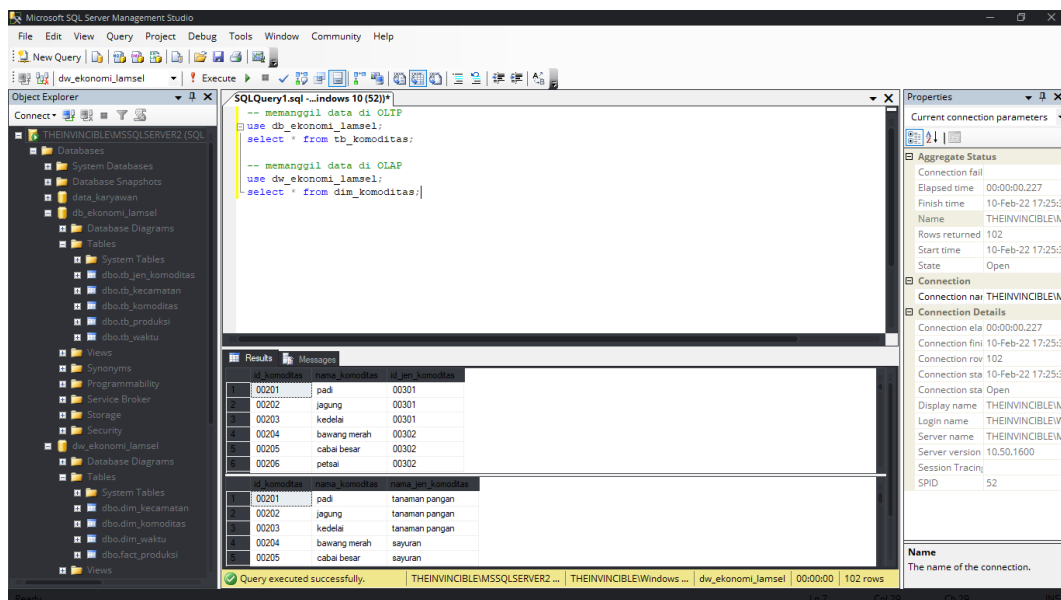 Microsoft SQL Server Management Studio
File Edit View Query Project Debug Tools Window Community Help
New Query
dw_ekonomi_lamsel Execute
Object Explorer
Connect
THEINVINCIBLE\MSSQLSERVER2 (SQL
Databases
System Databases
Database Snapshots
data_karyawan
db_ekonomi_lamsel
Database Diagrams
Tables
System Tables
dbo.tb_jen_komoditas
dbo.tb_kecamatan
dbo.tb_komoditas
dbo.tb_produksi
dbo.tb_waktu
Views
Synonyms
Programmability
Service Broker
Storage
Security
dw_ekonomi_lamsel
Database Diagrams
Tables
System Tables
dbo.dim_kecamatan
dbo.dim_komoditas
dbo.dim_waktu
dbo.fact_produksi
Views
SQLQuery1.sql -...indows 10 (52))*
-- memanggil data di OLTP
use db_ekonomi_lamsel;
select * from tb_komoditas;
-- memanggil data di OLAP
use dw_ekonomi_lamsel;
select * from dim_komoditas;
Results Messages
id_komoditas nama_komoditas id_jen_komoditas
1 00201 padi 00301
2 00202 jagung 00301
3 00203 kedelai 00301
4 00204 bawang merah 00302
5 00205 cabai besar 00302
6 00206 petsai 00302
id_komoditas nama_komoditas nama_jen_komoditas
1 00201 padi tanaman pangan
2 00202 jagung tanaman pangan
3 00203 kedelai tanaman pangan
4 00204 bawang merah sayuran
5 00205 cabai besar sayuran
Query executed successfully. THEINVINCIBLE\MSSQLSERVER2 ... THEINVINCIBLE\Windows ... dw_ekonomi_lamsel 00:00:00 102 rows
Properties
Current connection parameters
Aggregate Status
Connection fail
Elapsed time 00:00:00.227
Finish time 10-Feb-22 17:25:
Name THEINVINCIBLE\M
Rows returned 102
Start time 10-Feb-22 17:25:
State Open
Connection
Connection nar THEINVINCIBLE\M
Connection Details
Connection ela 00:00:00.227
Connection fini 10-Feb-22 17:25:
Connection rov 102
Connection sta 10-Feb-22 17:25:
Connection sta Open
Display name THEINVINCIBLE\M
Login name THEINVINCIBLE\W
Server name THEINVINCIBLE\M
Server version 10.50.1600
Session Tracing
SPID 52
Name
The name of the connection.
Ready Ln 7 Col 29 Ch 29 INS